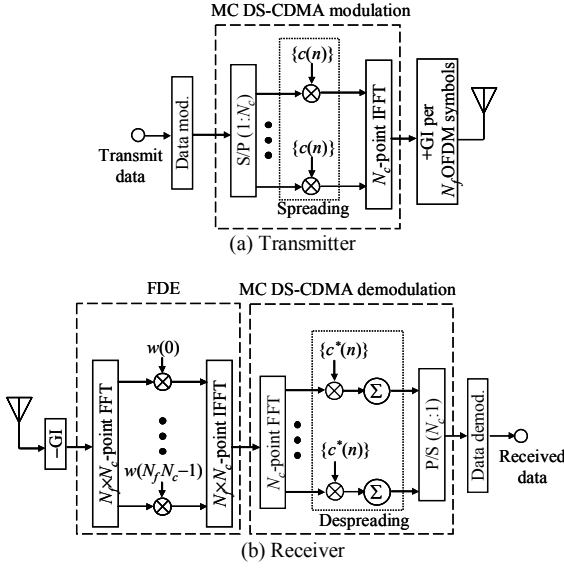 MC DS-CDMA modulation
{c(n)}
Data mod.
S/P (1:Nc)
{c(n)}
Nc-point IFFT
+GI per
Nf OFDM symbols
Transmit
data
Spreading
(a) Transmitter
FDE
MC DS-CDMA demodulation
w(0)
{c*(n)}
−GI
Nf×Nc-point FFT
Nf×Nc-point IFFT
Nc-point FFT
Σ
P/S (Nc:1)
Data demod.
w(NfNc−1)
{c*(n)}
Σ
Received
data
Despreading
(b) Receiver